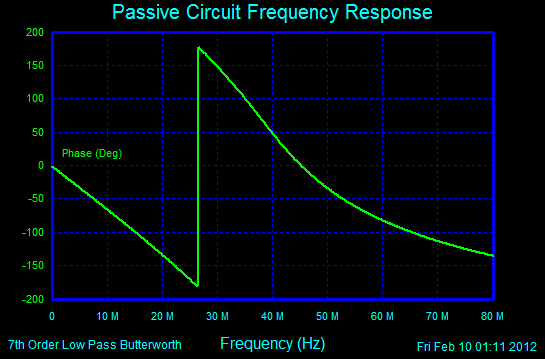 Passive Circuit Frequency Response
200
150
100
50
0
-50
-100
-150
-200
Phase (Deg)
0 10 M 20 M 30 M 40 M 50 M 60 M 70 M 80 M
7th Order Low Pass Butterworth Frequency (Hz) Fri Feb 10 01:11 2012